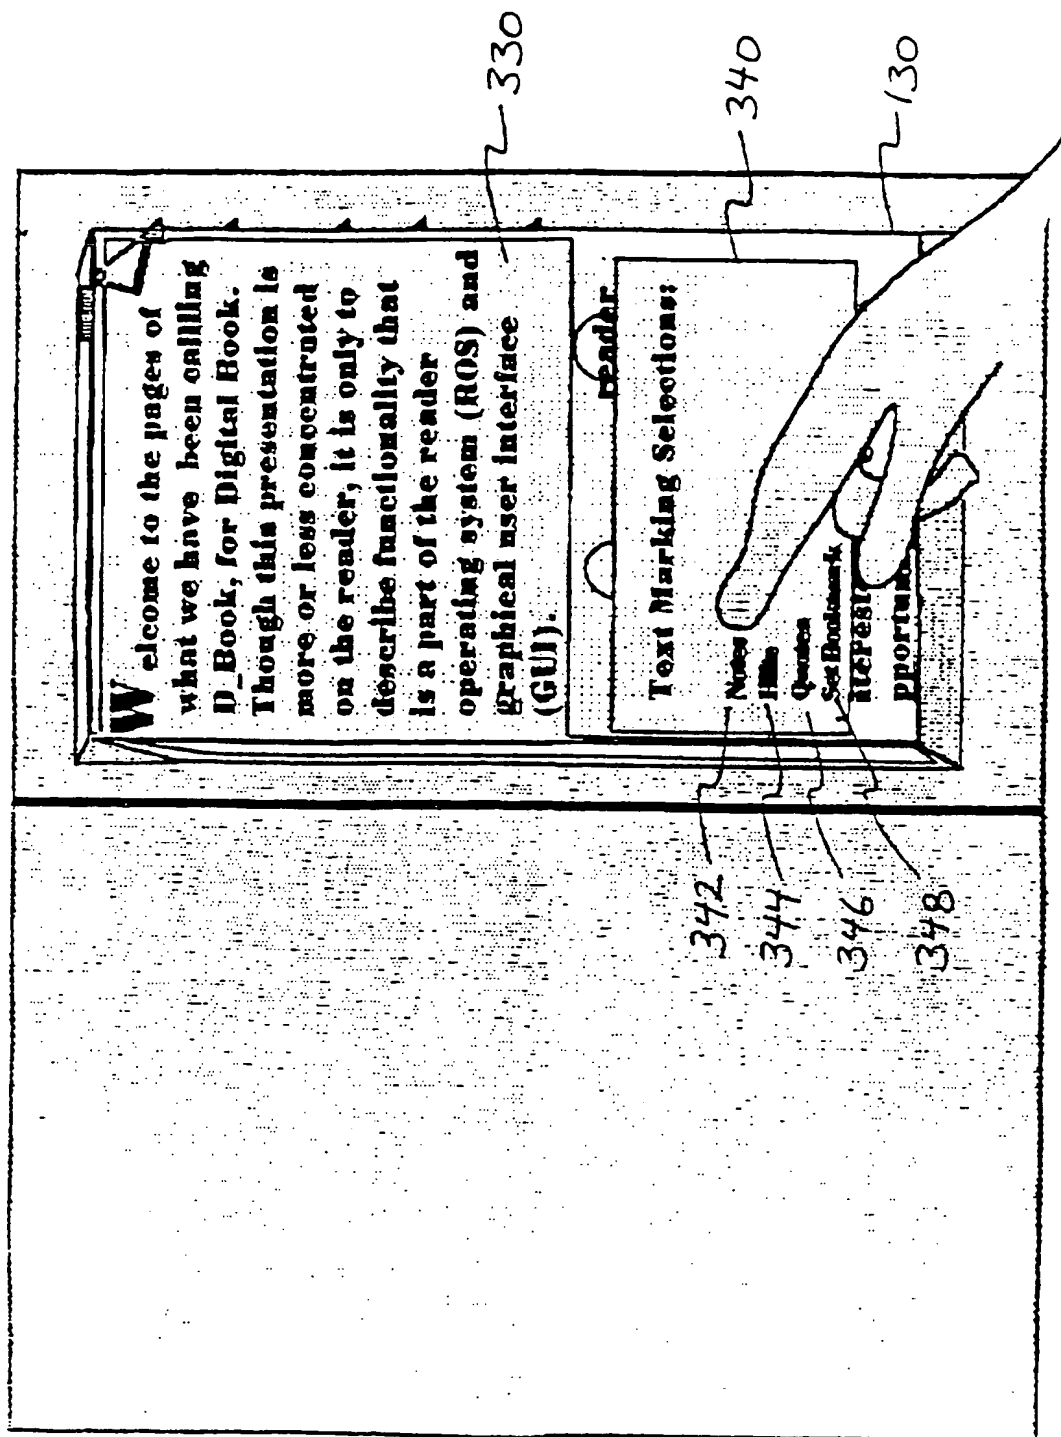 Welcome to the pages of
what we have been calling
D_Book, for Digital Book.
Though this presentation is
more or less concentrated
on the reader, it is only to
describe functionality that
is a part of the reader
operating system (ROS) and
graphical user interface
(GUI).
reader
Text Marking Selections:
Notes
Quotes
Set Bookmark
pportun
330
340
130
342
344
346
348